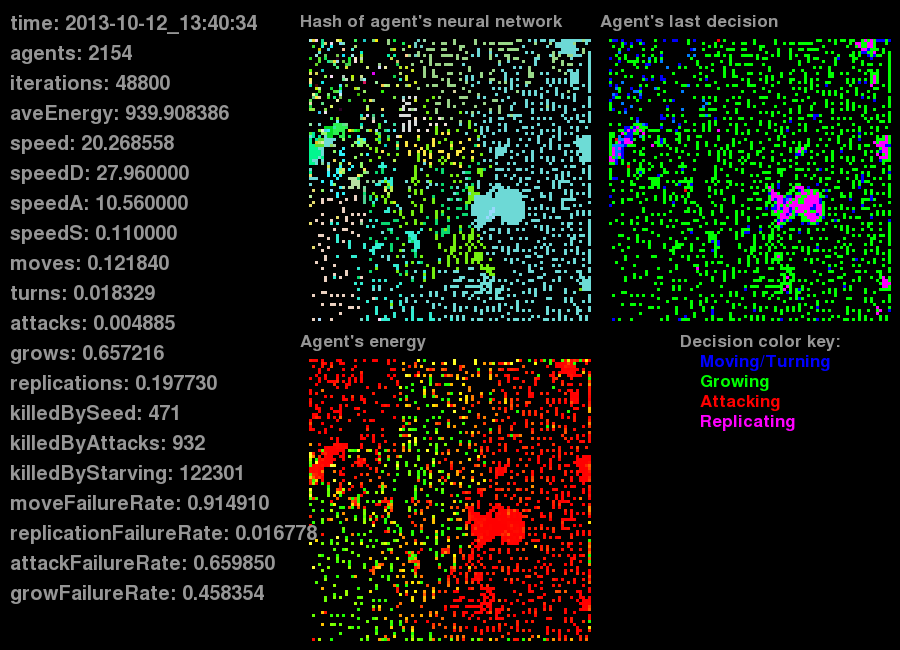 time: 2013-10-12_13:40:34
agents: 2154
iterations: 48800
aveEnergy: 939.908386
speed: 20.268558
speedD: 27.960000
speedA: 10.560000
speedS: 0.110000
moves: 0.121840
turns: 0.018329
attacks: 0.004885
grows: 0.657216
replications: 0.197730
killedBySeed: 471
killedByAttacks: 932
killedByStarving: 122301
moveFailureRate: 0.914910
replicationFailureRate: 0.016778
attackFailureRate: 0.659850
growFailureRate: 0.458354
Hash of agent's neural network
Agent's last decision
Agent's energy
Decision color key:
Moving/Turning
Growing
Attacking
Replicating